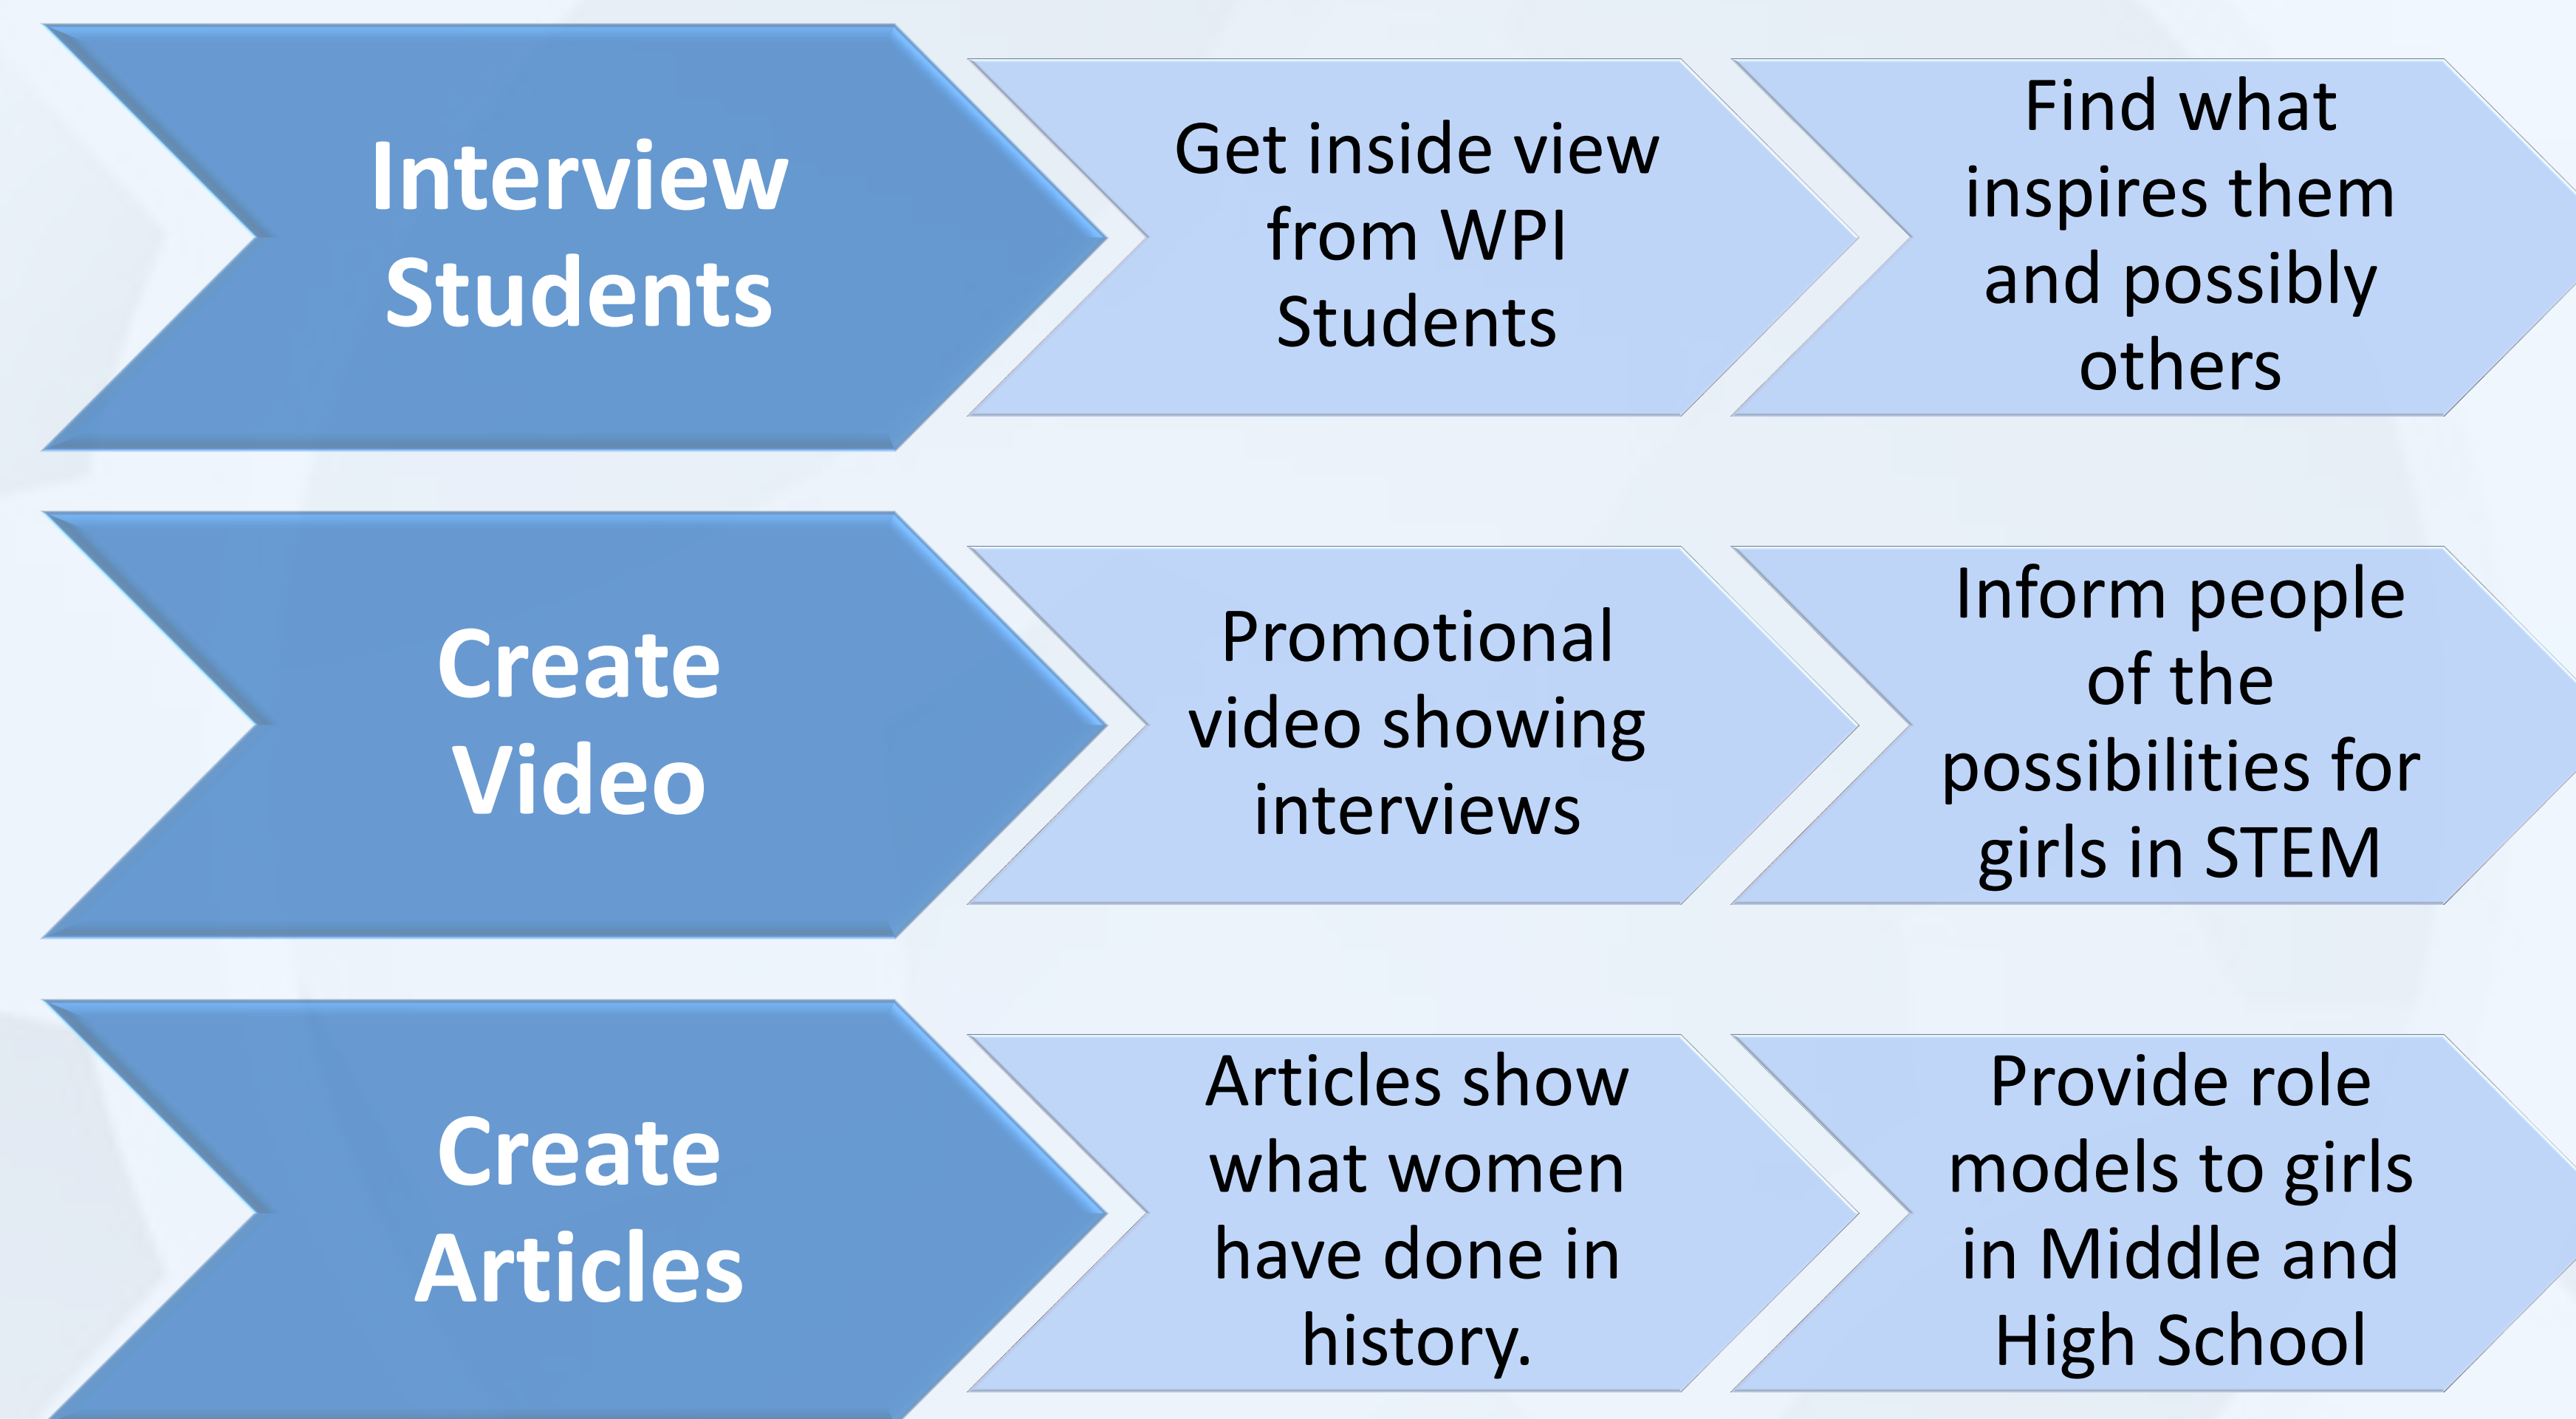 Interview
Students
Get inside view
from WPI
Students
Find what
inspires them
and possibly
others
Create
Video
Promotional
video showing
interviews
Inform people
of the
possibilities for
girls in STEM
Create
Articles
Articles show
what women
have done in
history.
Provide role
models to girls
in Middle and
High School